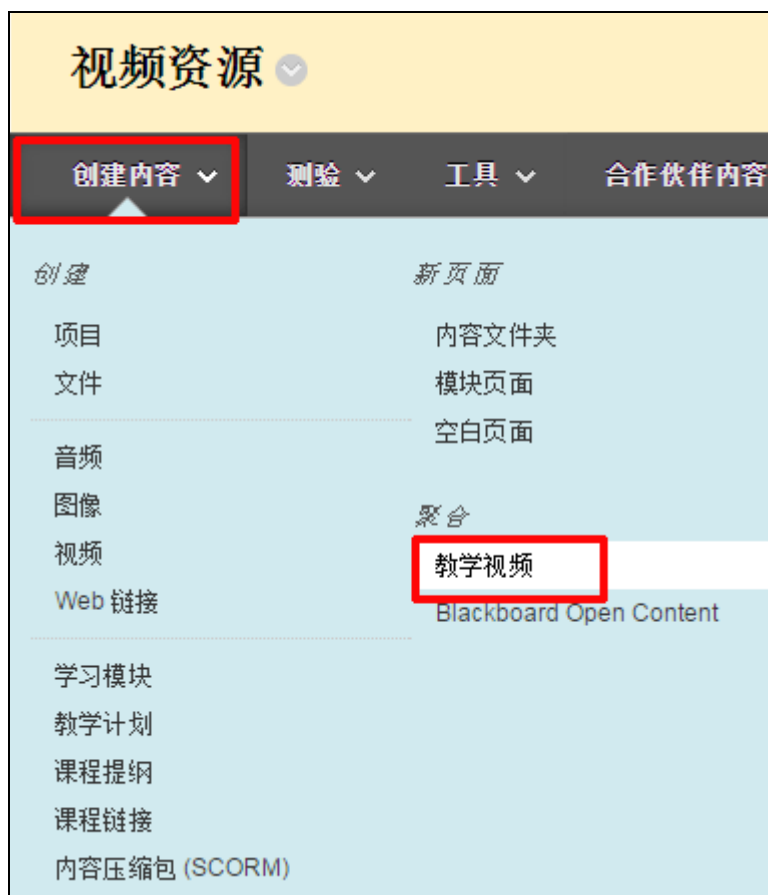 视频资源
创建内容 测验 工具 合作伙伴内容
创建
项目
文件
音频
图像
视频
Web 链接
学习模块
教学计划
课程提纲
课程链接
内容压缩包 (SCORM)
新页面
内容文件夹
模块页面
空白页面
聚合
教学视频
Blackboard Open Content